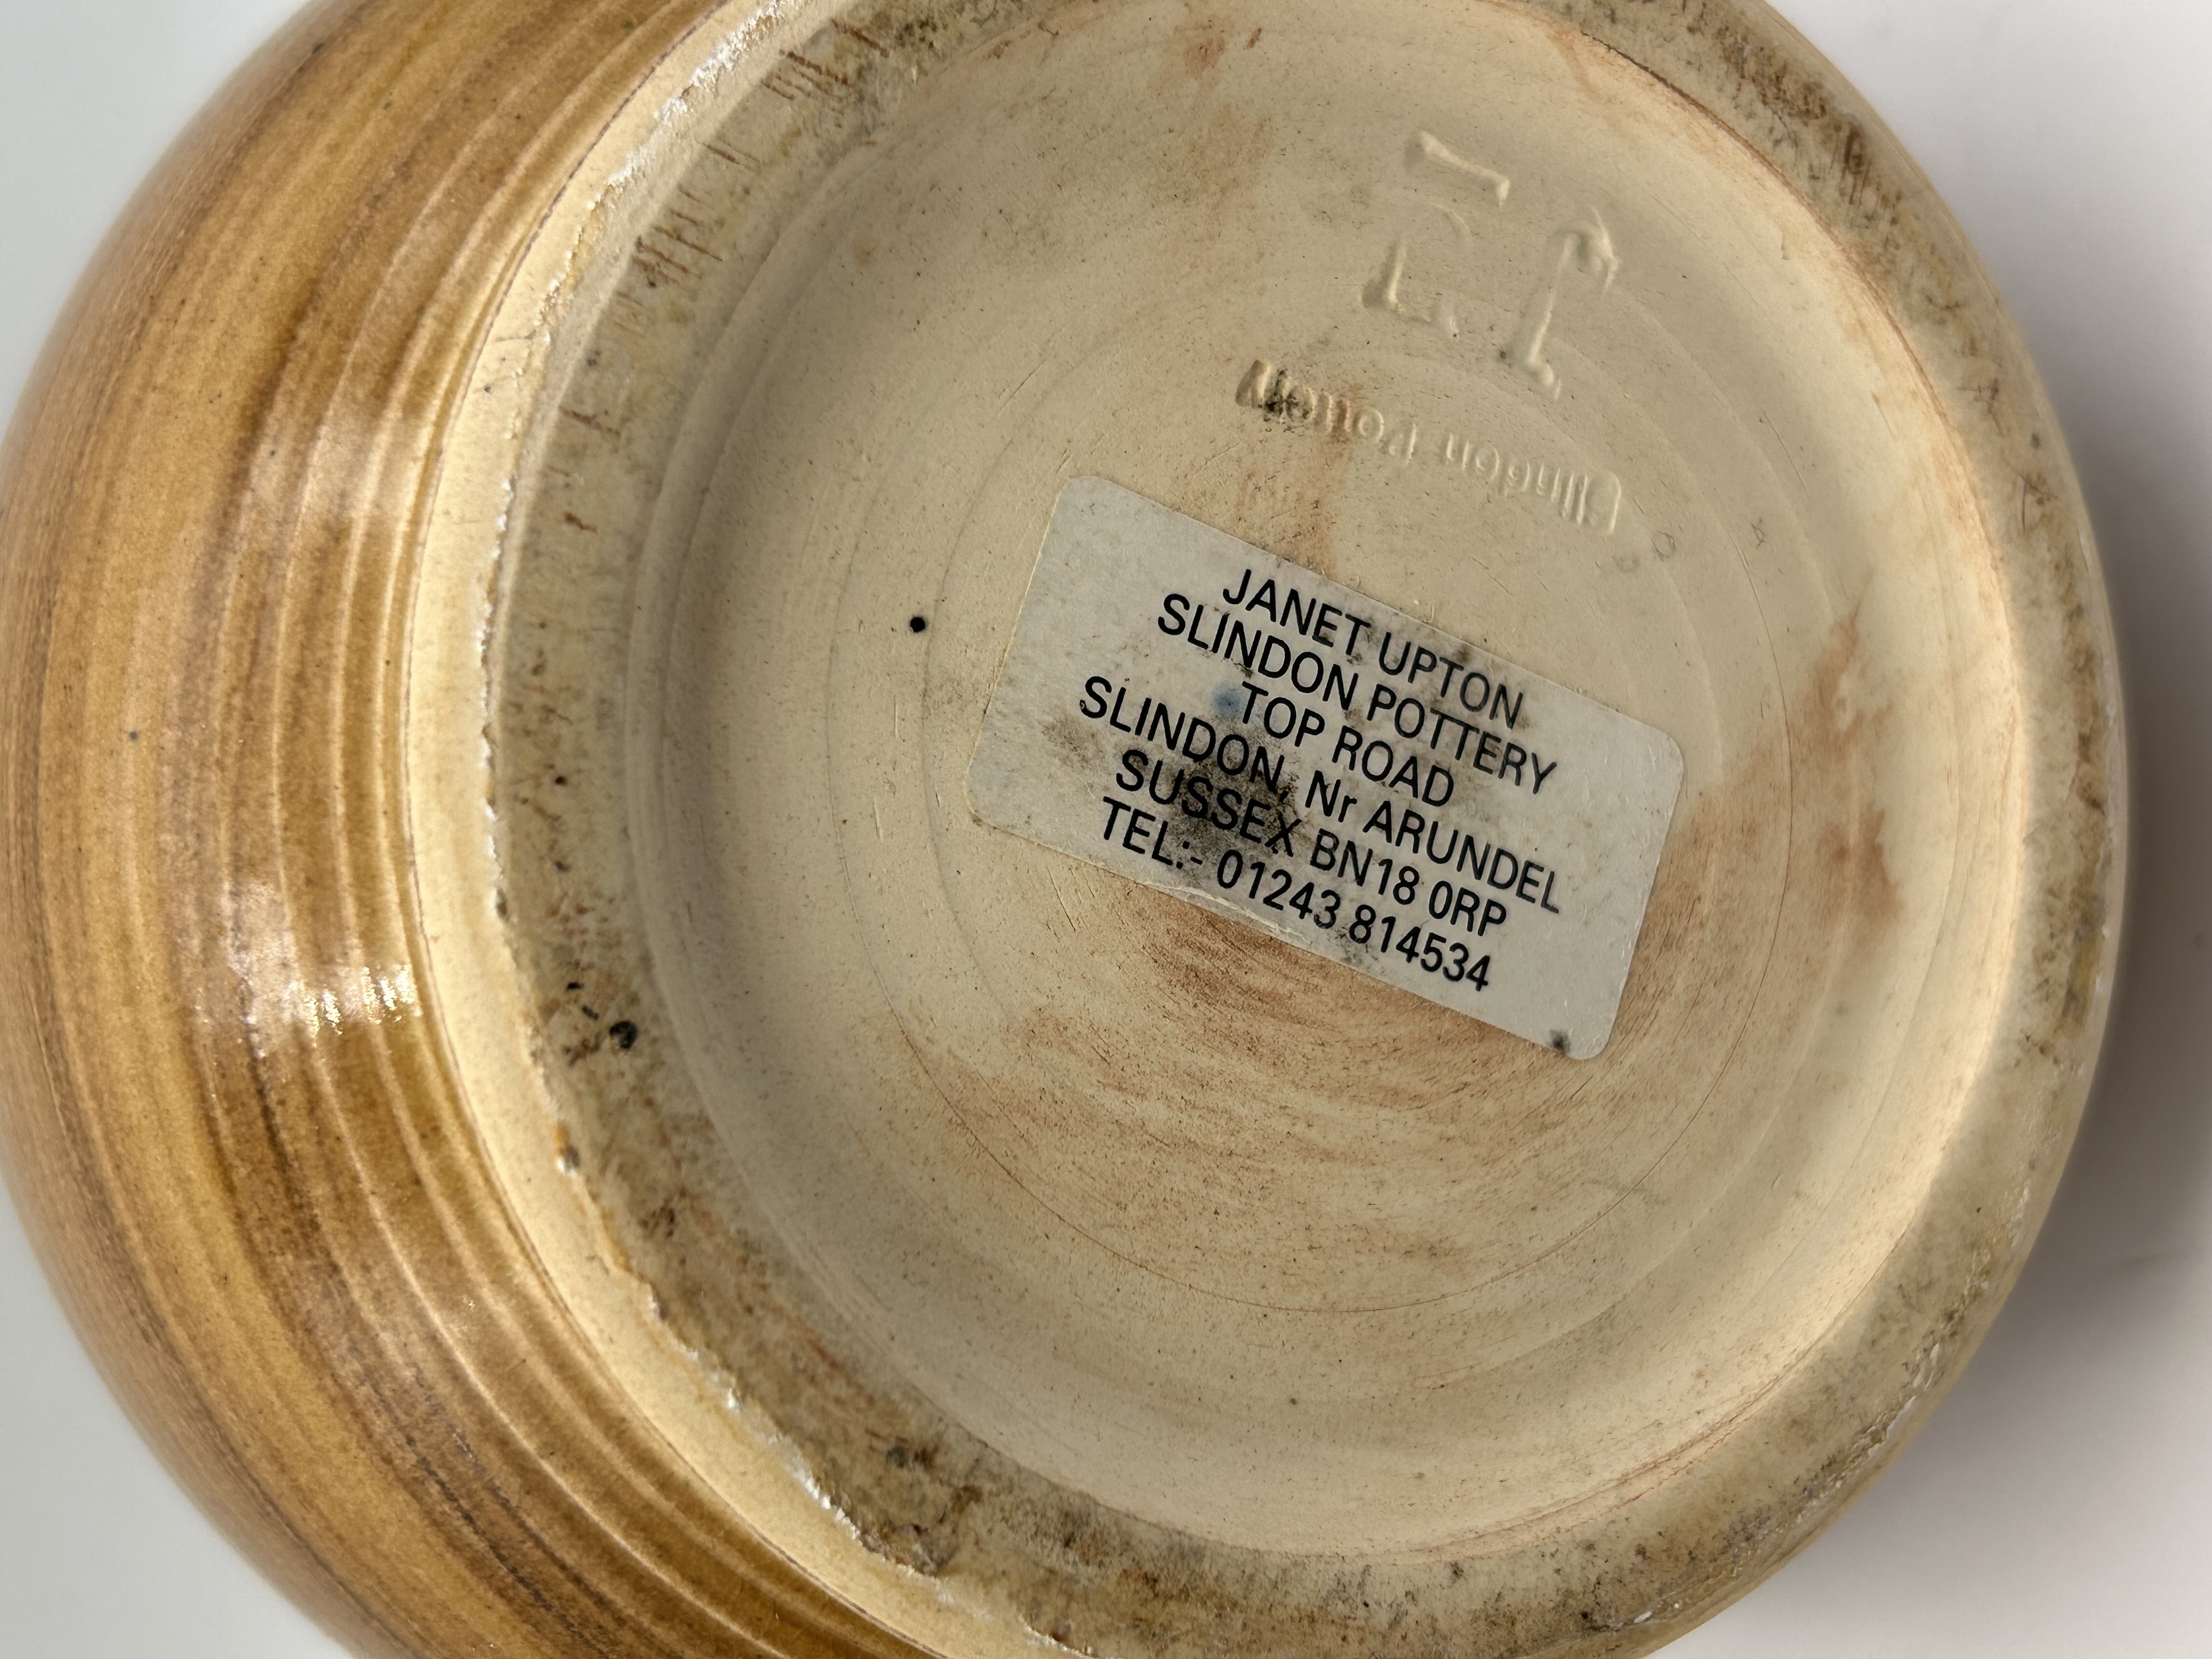 Slindon Pottery
JANET UPTON
SLINDON POTTERY
TOP ROAD
SLINDON, Nr ARUNDEL
SUSSEX BN18 0RP
TEL:- 01243 814534